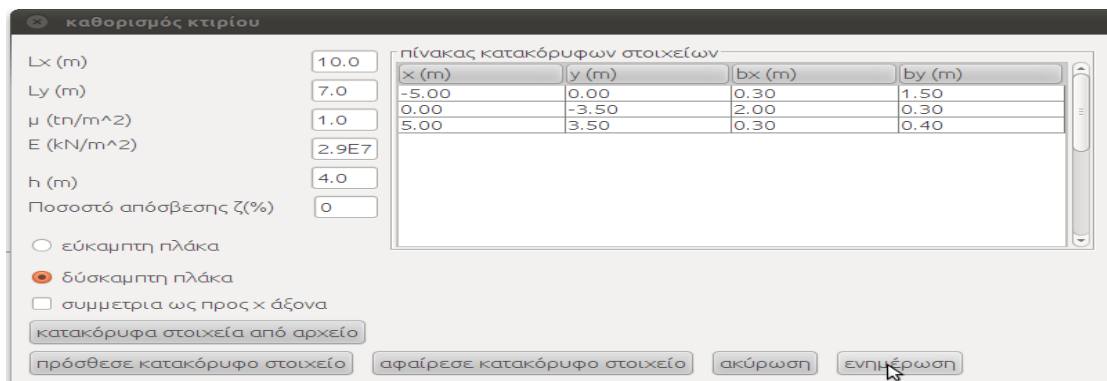 καθορισμός κτιρίου
Lx (m) 10.0
Ly (m) 7.0
μ (tn/m^2) 1.0
E (kN/m^2) 2.9E7
h (m) 4.0
Ποσοστό απόσβεσης ζ(%) 0
εύκαμπτη πλάκα
δύσκαμπτη πλάκα
συμμετρια ως προς x άξονα
πίνακας κατακόρυφων στοιχείων
x (m) y (m) bx (m) by (m)
-5.00 0.00 0.30 1.50
0.00 -3.50 2.00 0.30
5.00 3.50 0.30 0.40
κατακόρυφα στοιχεία από αρχείο
πρόσθεσε κατακόρυφο στοιχείο αφαίρεσε κατακόρυφο στοιχείο ακύρωση ενημέρωση